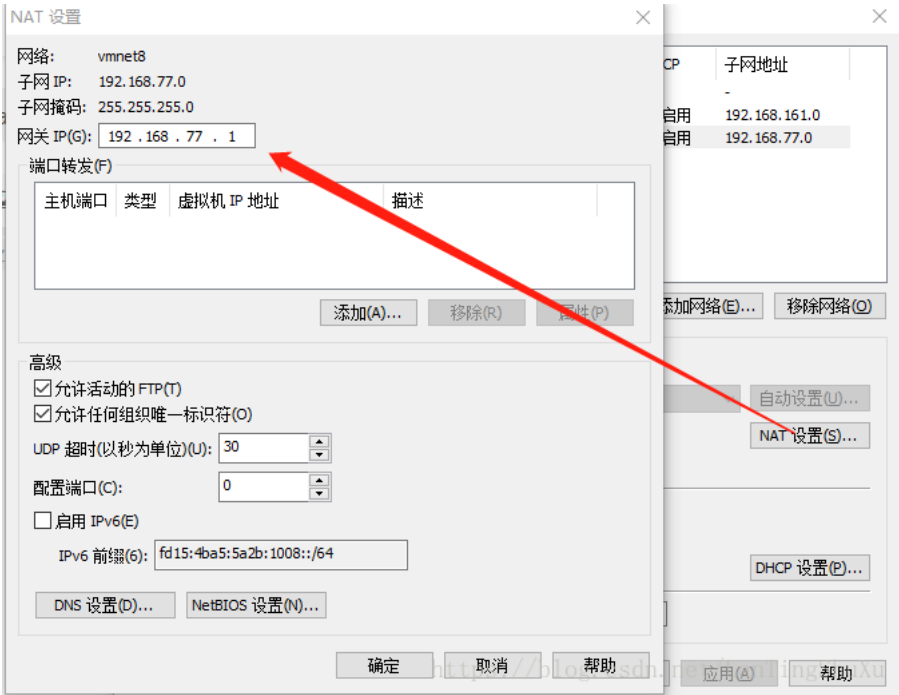 NAT 设置
网络: vmnet8
子网 IP: 192.168.77.0
子网掩码: 255.255.255.0
网关 IP(G): 192 . 168 . 77 . 1
端口转发(F)
主机端口 类型 虚拟机 IP 地址 描述
添加(A)... 移除(R) 属性(P)
高级
允许活动的 FTP(T)
允许任何组织唯一标识符(O)
UDP 超时(以秒为单位)(U): 30
配置端口(C): 0
启用 IPv6(E)
IPv6 前缀(6): fd15:4ba5:5a2b:1008::/64
DNS 设置(D)... NetBIOS 设置(N)...
确定 取消 帮助
CP 子网地址
-
启用 192.168.161.0
启用 192.168.77.0
添加网络(E)... 移除网络(O)
自动设置(U)...
NAT 设置(S)...
DHCP 设置(P)...
应用(A) 帮助